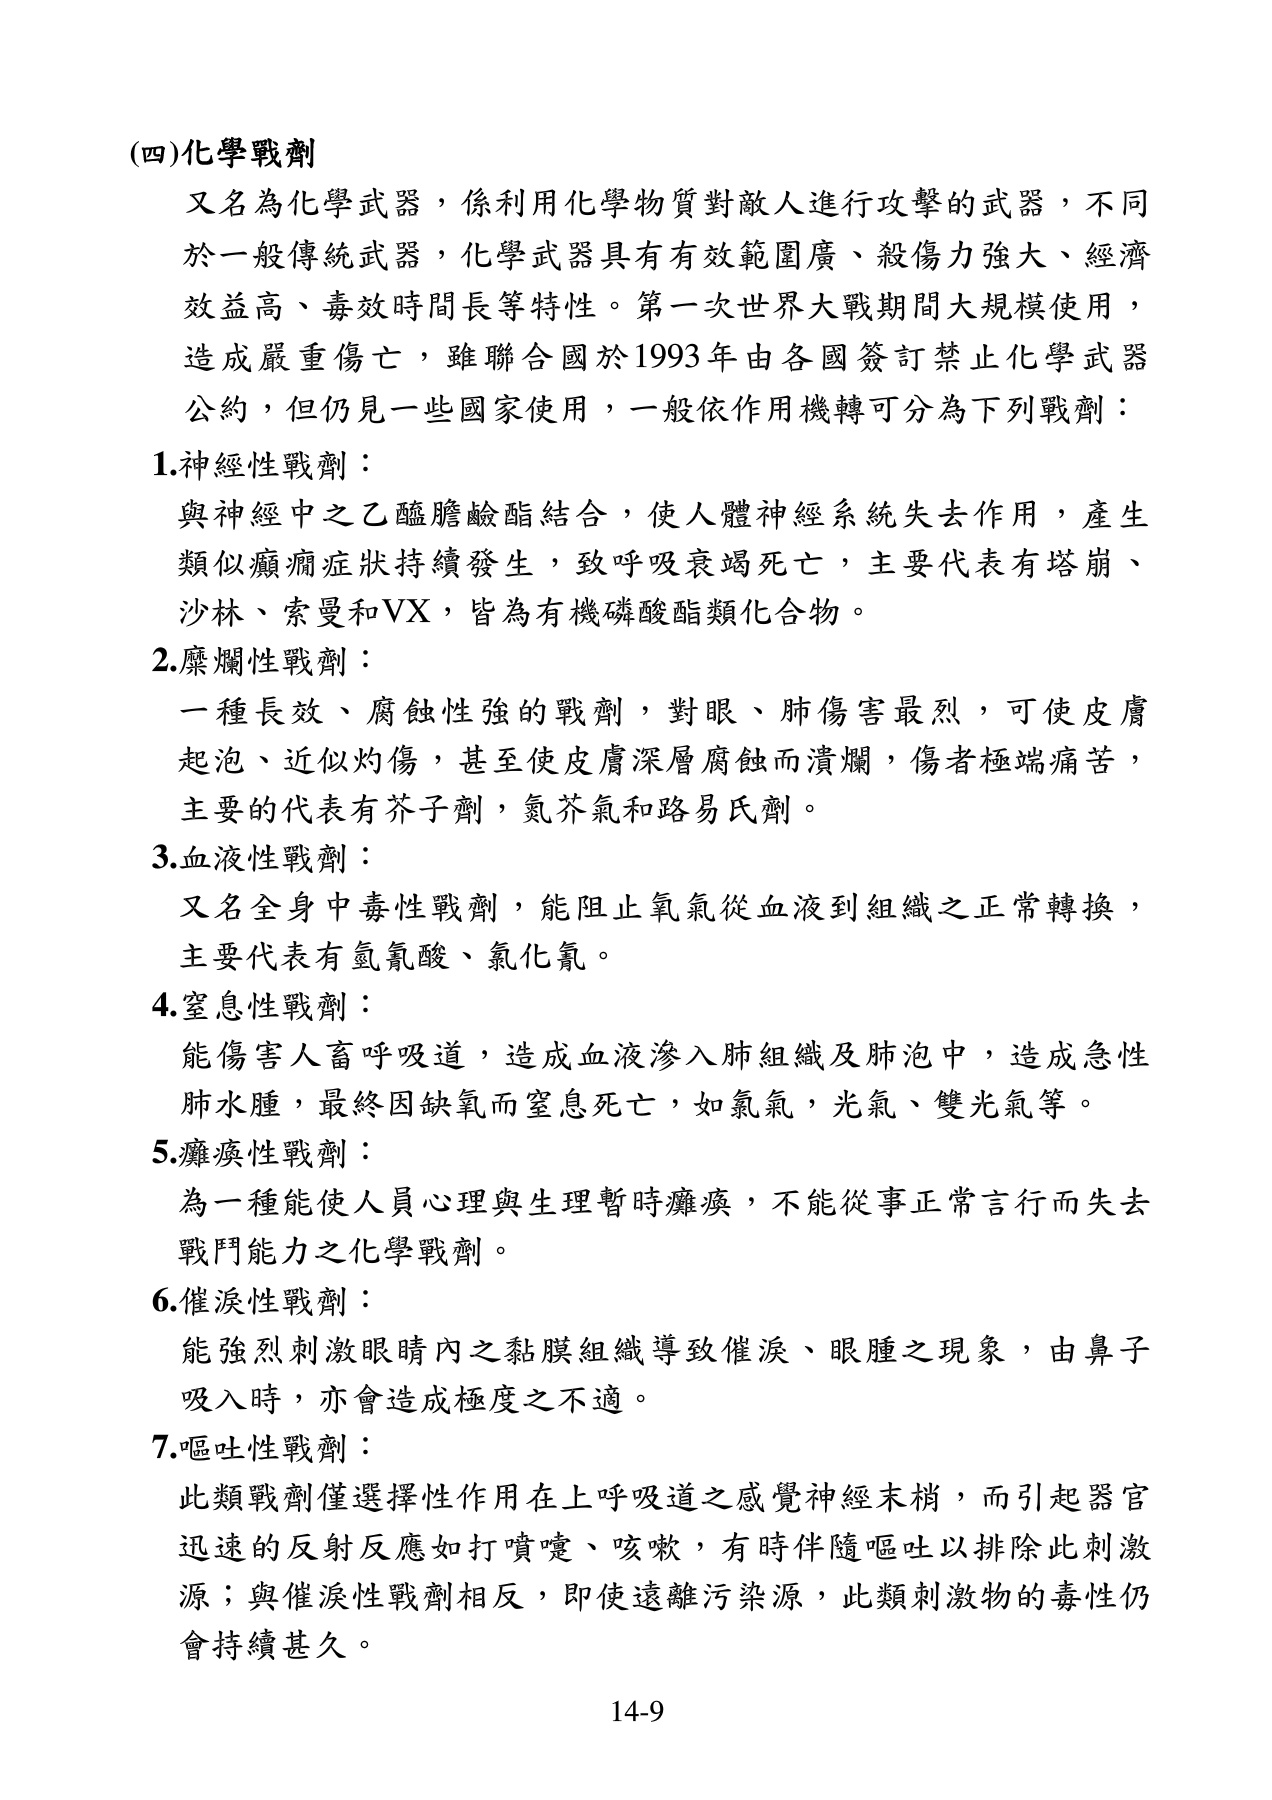 (四)化學戰劑
又名為化學武器，係利用化學物質對敵人進行攻擊的武器，不同
於一般傳統武器，化學武器具有有效範圍廣、殺傷力強大、經濟
效益高、毒效時間長等特性。第一次世界大戰期間大規模使用，
造成嚴重傷亡，雖聯合國於1993年由各國簽訂禁止化學武器
公約，但仍見一些國家使用，一般依作用機轉可分為下列戰劑：
1.神經性戰劑：
與神經中之乙醯膽鹼酯結合，使人體神經系統失去作用，產生
類似癲癇症狀持續發生，致呼吸衰竭死亡，主要代表有塔崩、
沙林、索曼和VX，皆為有機磷酸酯類化合物。
2.糜爛性戰劑：
一種長效、腐蝕性強的戰劑，對眼、肺傷害最烈，可使皮膚
起泡、近似灼傷，甚至使皮膚深層腐蝕而潰爛，傷者極端痛苦，
主要的代表有芥子劑，氮芥氣和路易氏劑。
3.血液性戰劑：
又名全身中毒性戰劑，能阻止氧氣從血液到組織之正常轉換，
主要代表有氫氰酸、氯化氰。
4.窒息性戰劑：
能傷害人畜呼吸道，造成血液滲入肺組織及肺泡中，造成急性
肺水腫，最終因缺氧而窒息死亡，如氯氣，光氣、雙光氣等。
5.癱瘓性戰劑：
為一種能使人員心理與生理暫時癱瘓，不能從事正常言行而失去
戰鬥能力之化學戰劑。
6.催淚性戰劑：
能強烈刺激眼睛內之黏膜組織導致催淚、眼腫之現象，由鼻子
吸入時，亦會造成極度之不適。
7.嘔吐性戰劑：
此類戰劑僅選擇性作用在上呼吸道之感覺神經末梢，而引起器官
迅速的反射反應如打噴嚏、咳嗽，有時伴隨嘔吐以排除此刺激
源；與催淚性戰劑相反，即使遠離污染源，此類刺激物的毒性仍
會持續甚久。
14-9